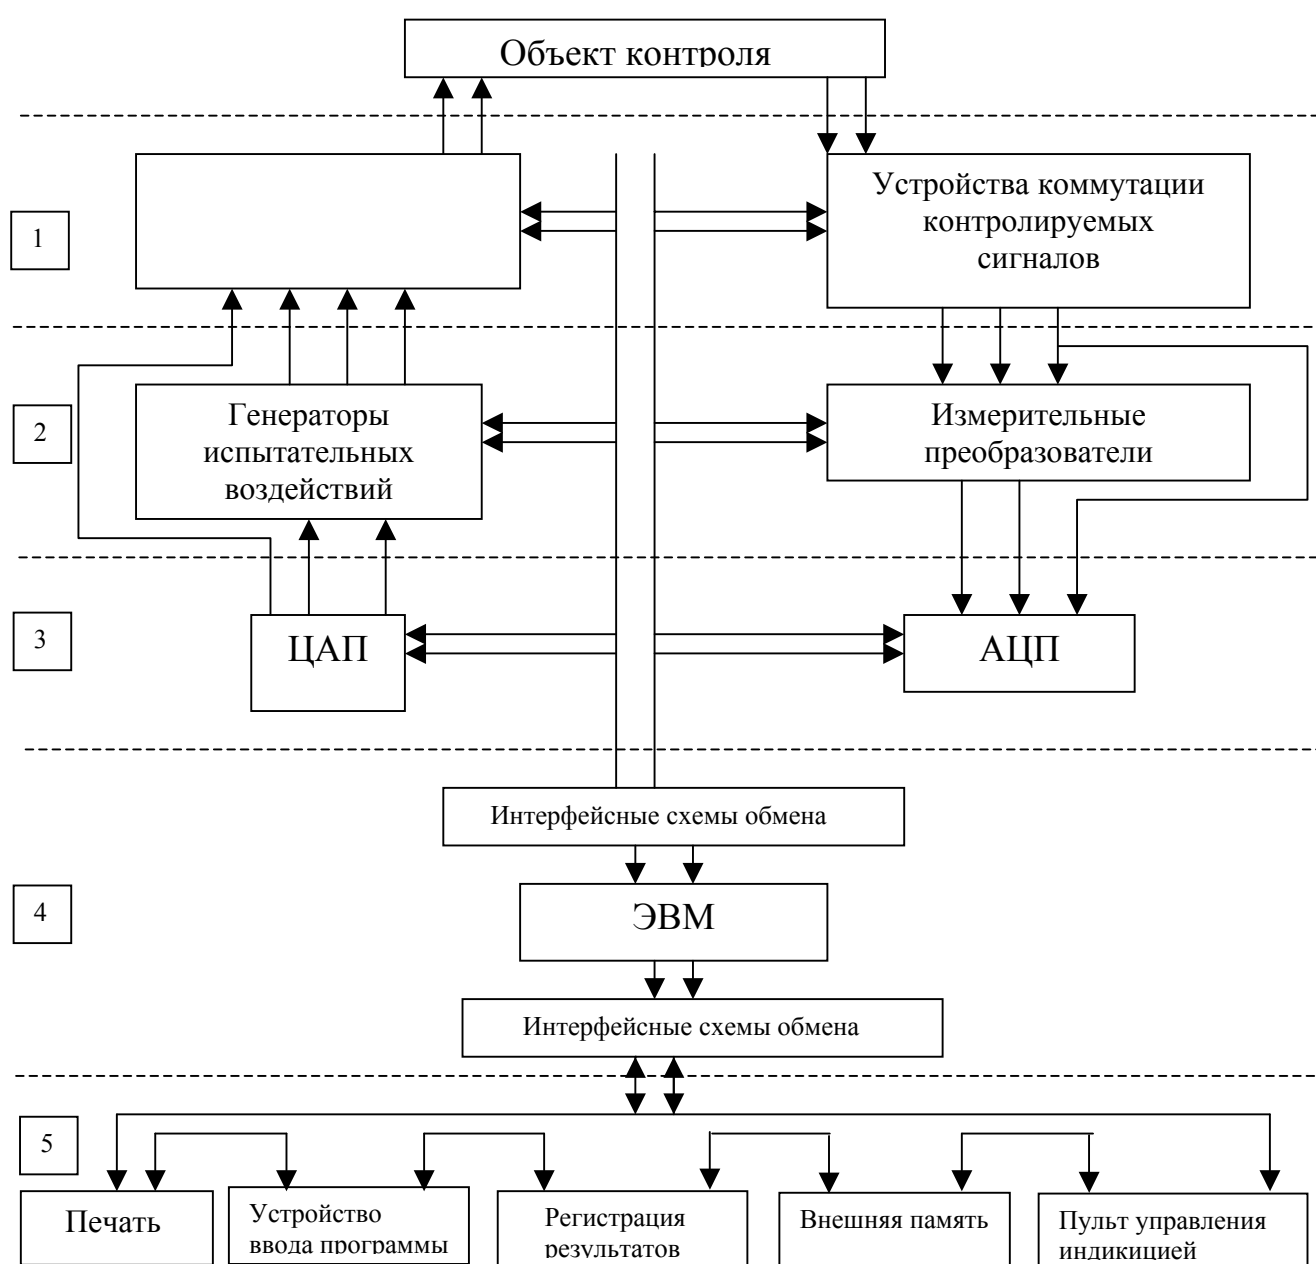 Объект контроля
1
Устройства коммутации
контролируемых
сигналов
2
Генераторы
испытательных
воздействий
Измерительные
преобразователи
3
ЦАП
АЦП
Интерфейсные схемы обмена
4
ЭВМ
Интерфейсные схемы обмена
5
Печать
Устройство
ввода программы
Регистрация
результатов
Внешняя память
Пульт управления
индикицией